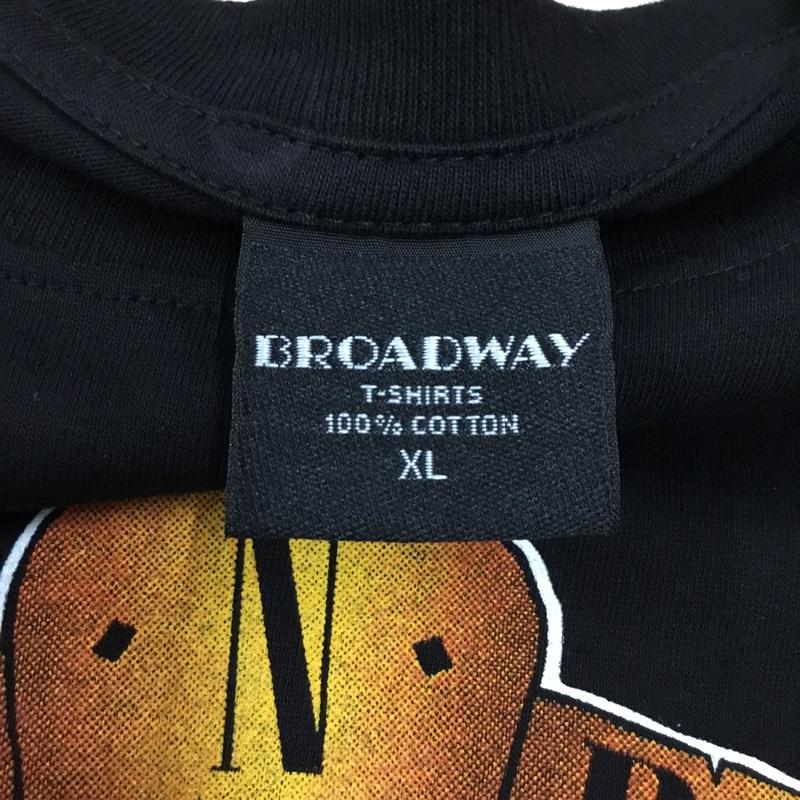 BROADWAY
T-SHIRTS
100% COTTON
XL
N